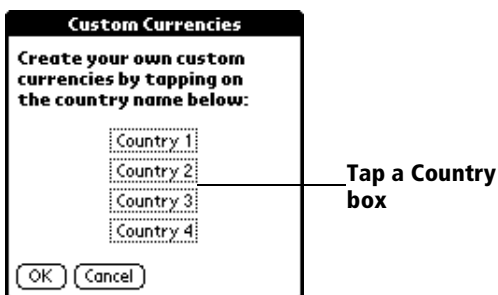 Custom Currencies
Create your own custom
currencies by tapping on
the country name below:
Country 1
Country 2
Country 3
Country 4
Tap a Country
box
OK Cancel